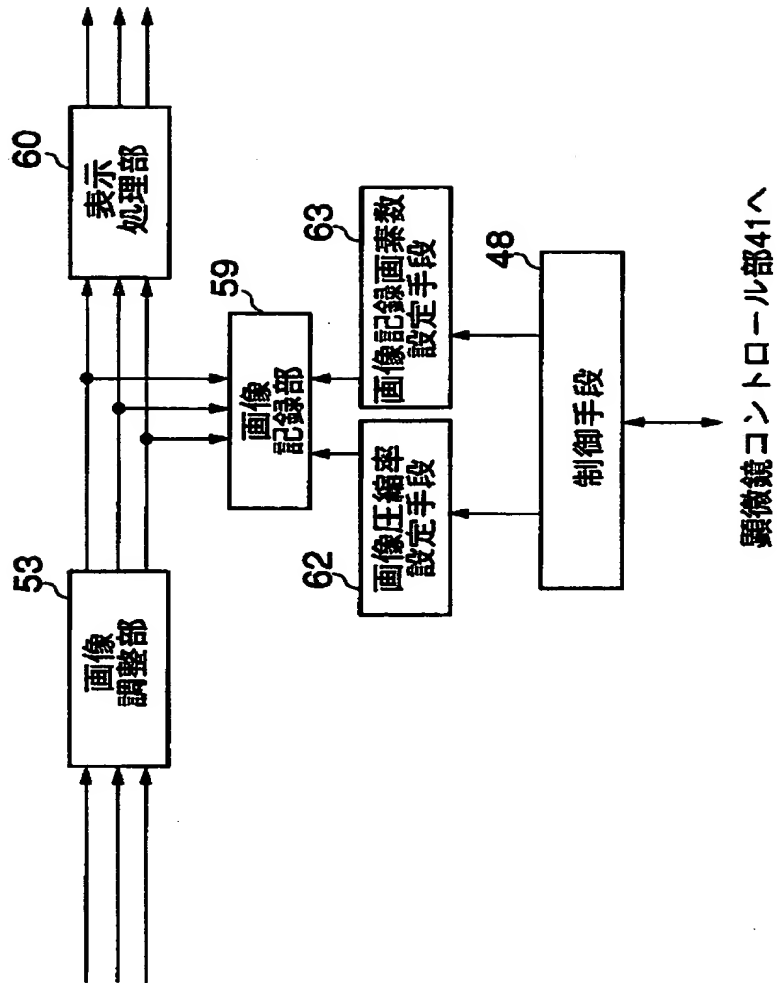 53
画像
調整部
60
表示
処理部
59
画像
記録部
62
画像圧縮率
設定手段
63
画像記録画素数
設定手段
48
制御手段
顕微鏡コントロール部41へ